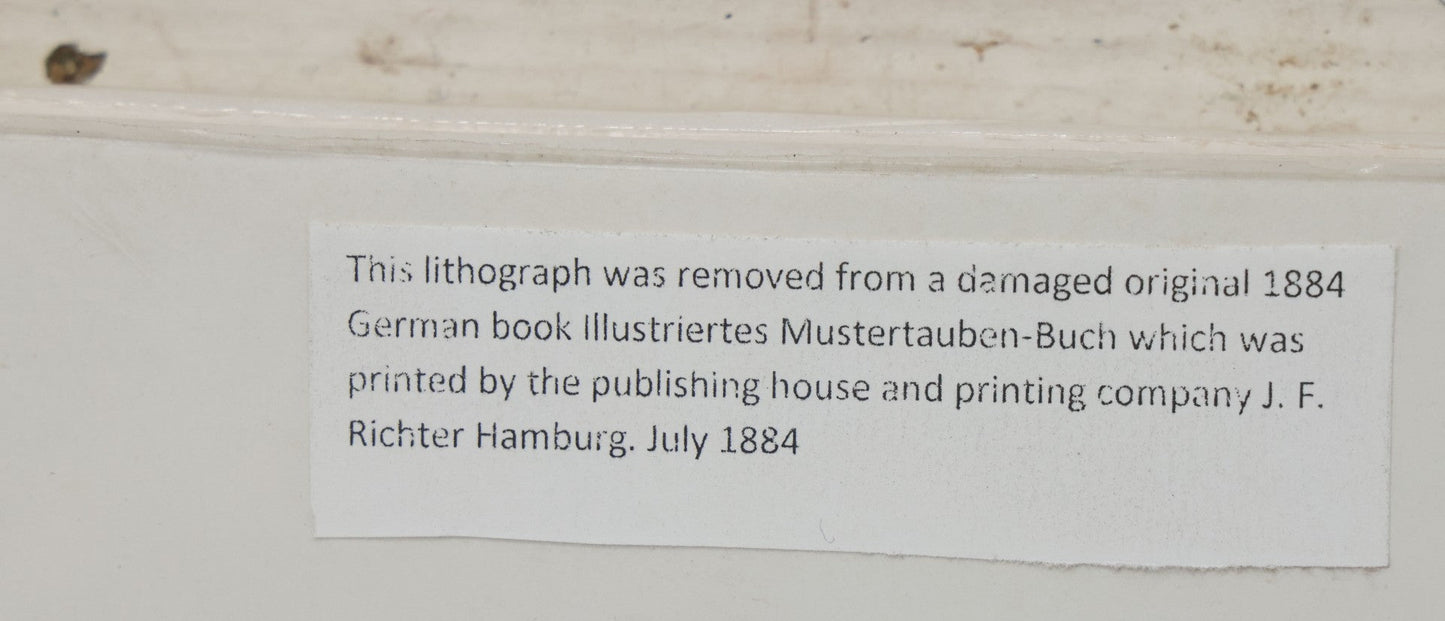 This lithograph was removed from a damaged original 1884
German book Illustriertes Mustertauben-Buch which was
printed by the publishing house and printing company J. F.
Richter Hamburg. July 1884